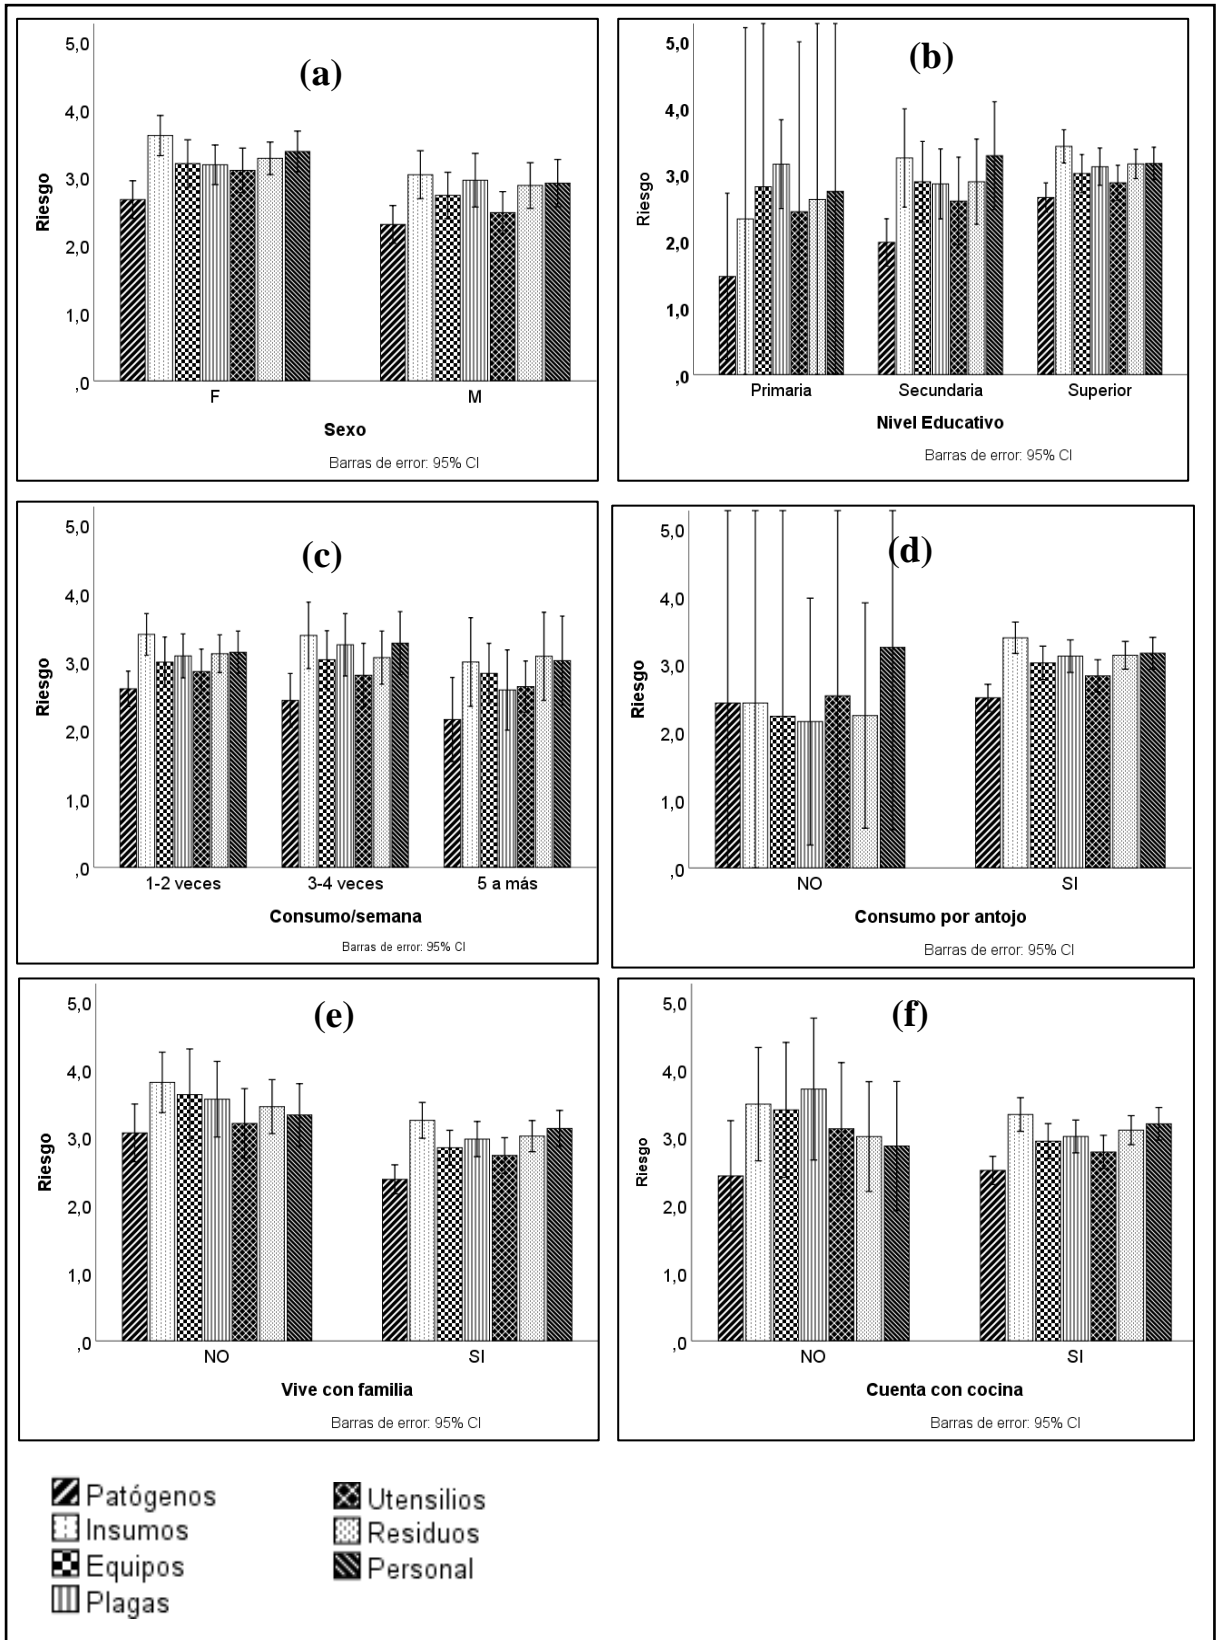 (a)
5,0
4,0
3,0
2,0
1,0
,0
Riesgo
F M
Sexo
Barras de error: 95% CI
(b)
5,0
4,0
3,0
2,0
1,0
,0
Riesgo
Primaria Secundaria Superior
Nivel Educativo
Barras de error: 95% CI
(c)
5,0
4,0
3,0
2,0
1,0
,0
Riesgo
1-2 veces 3-4 veces 5 a más
Consumo/semana
Barras de error: 95% CI
(d)
5,0
4,0
3,0
2,0
1,0
,0
Riesgo
NO SI
Consumo por antojo
Barras de error: 95% CI
(e)
5,0
4,0
3,0
2,0
1,0
,0
Riesgo
NO SI
Vive con familia
Barras de error: 95% CI
(f)
5,0
4,0
3,0
2,0
1,0
,0
Riesgo
NO SI
Cuenta con cocina
Barras de error: 95% CI
Patógenos
Insumos
Equipos
Plagas
Utensilios
Residuos
Personal